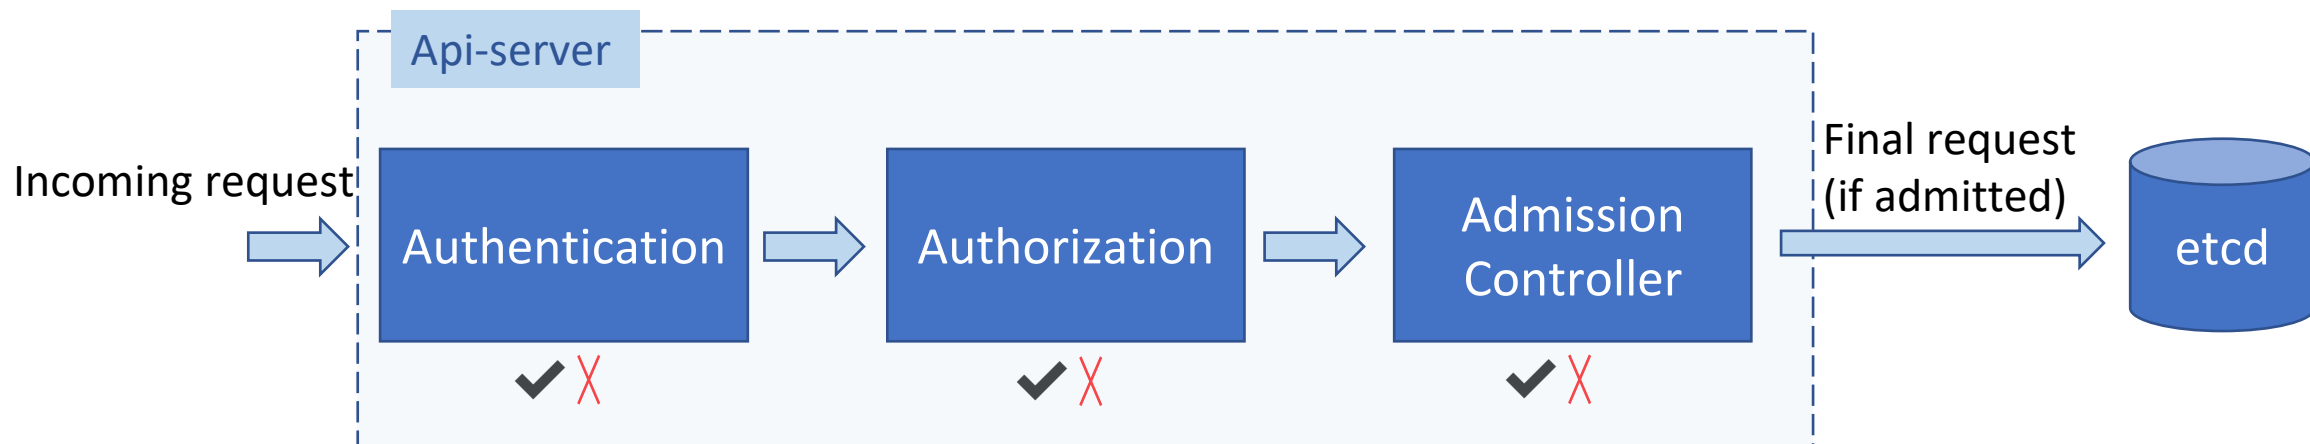 Api-server
Incoming request
Authentication
Authorization
Admission
Controller
Final request
(if admitted)
etcd